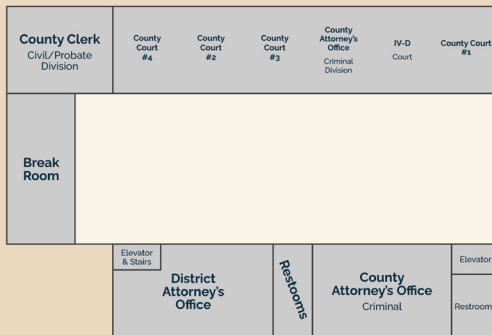 County Clerk
Civil/Probate
Division
County
Court
#4
County
Court
#2
County
Court
#3
County
Attorney's
Office
Criminal
Division
IV-D
Court
County Court
#1
Break
Room
Elevator
& Stairs
District
Attorney's
Office
Restooms
County
Attorney's Office
Criminal
Elevator
Restroom